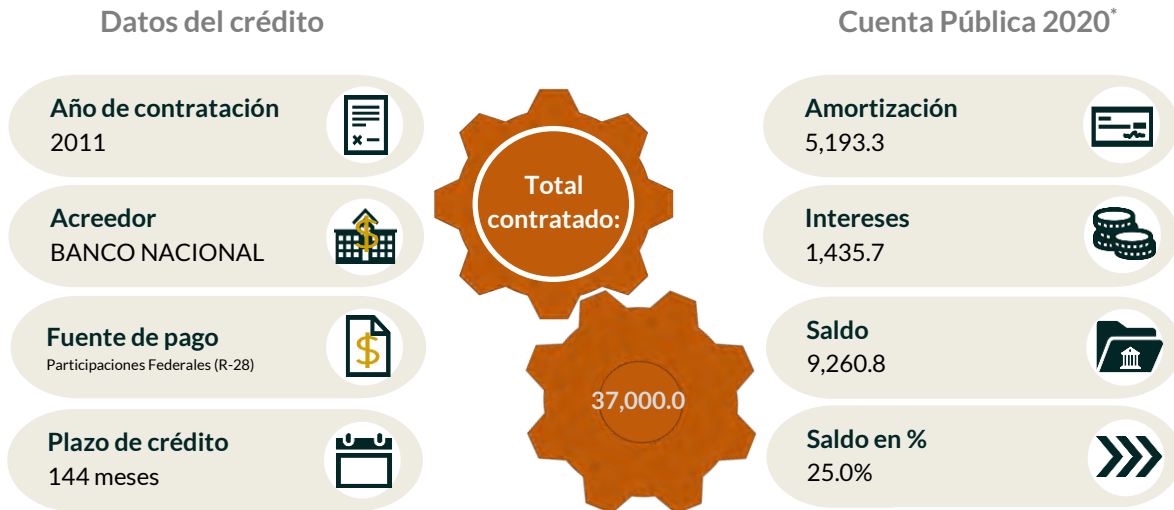 Datos del crédito
Año de contratación
2011
Acreedor
BANCO NACIONAL
Fuente de pago
Participaciones Federales (R-28)
Plazo de crédito
144 meses
Total
contratado:
37,000.0
Cuenta Pública 2020*
Amortización
5,193.3
Intereses
1,435.7
Saldo
9,260.8
Saldo en %
25.0%